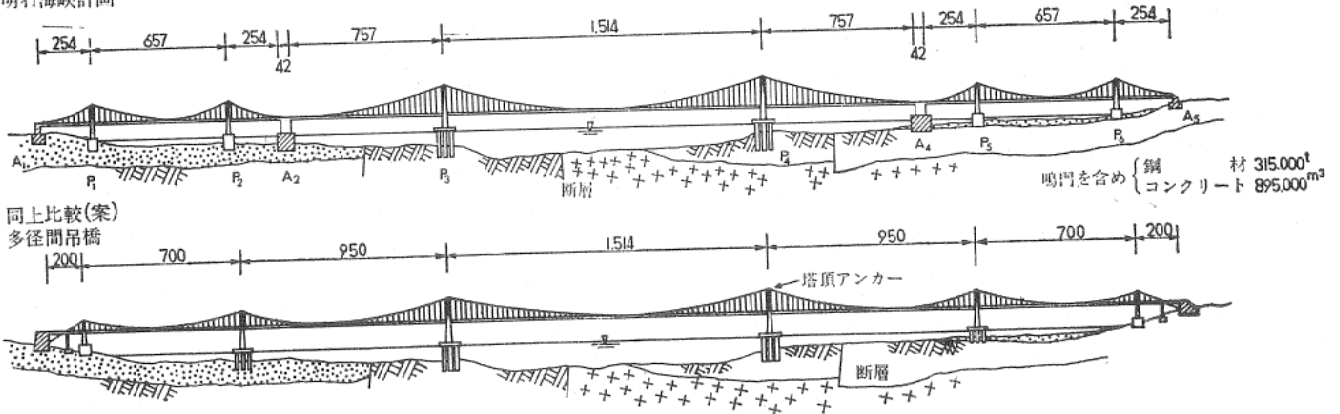 明石海峡計画
254 657 254 757 1.514 757 254 657 254
42 42
A₁ P₁ P₂ A₂ P₃ P₄ A₄ P₅ P₆ A₅
断層
鳴門を含め
鋼 材 315.000ᵗ
コンクリート 895.000ᵐ³
同上比較(案)
多径間吊橋
200 700 950 1.514 950 700 200
塔頂アンカー
断層